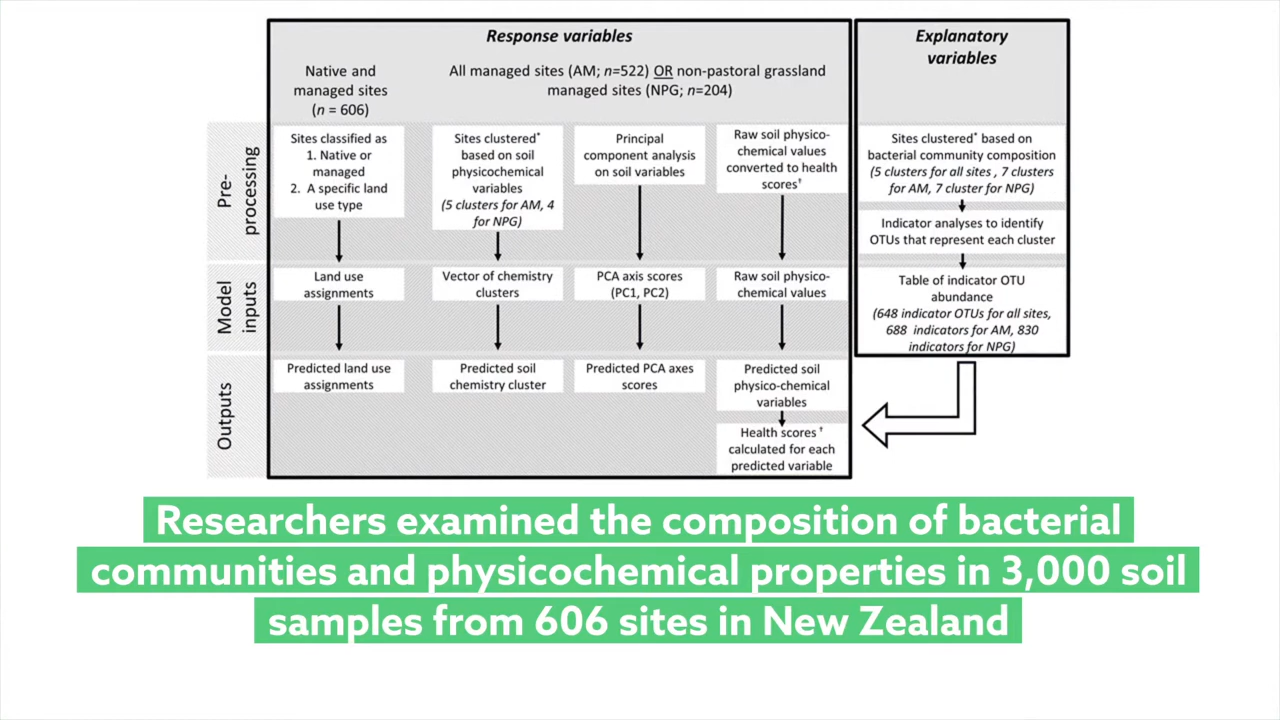 Response variables
Native and
managed sites
(n = 606)
All managed sites (AM; n=522) OR non-pastoral grassland
managed sites (NPG; n=204)
Explanatory
variables
Pre-
processing
Sites classified as
1. Native or
managed
2. A specific land
use type
Sites clustered* based on soil
physicochemical
variables
(5 clusters for AM, 4
for NPG)
Principal
component analysis
on soil variables
Raw soil physico-
chemical values
converted to health
scores†
Sites clustered* based on
bacterial community composition
(5 clusters for all sites , 7 clusters
for AM, 7 cluster for NPG)
Indicator analyses to identify
OTUs that represent each cluster
Model
inputs
Land use
assignments
Vector of chemistry
clusters
PCA axis scores
(PC1, PC2)
Raw soil physico-
chemical values
Table of indicator OTU
abundance
(648 indicator OTUs for all sites,
688 indicators for AM, 830
indicators for NPG)
Outputs
Predicted land use
assignments
Predicted soil
chemistry cluster
Predicted PCA axes
scores
Predicted soil
physico-chemical
variables
Health scores †
calculated for each
predicted variable
Researchers examined the composition of bacterial
communities and physicochemical properties in 3,000 soil
samples from 606 sites in New Zealand